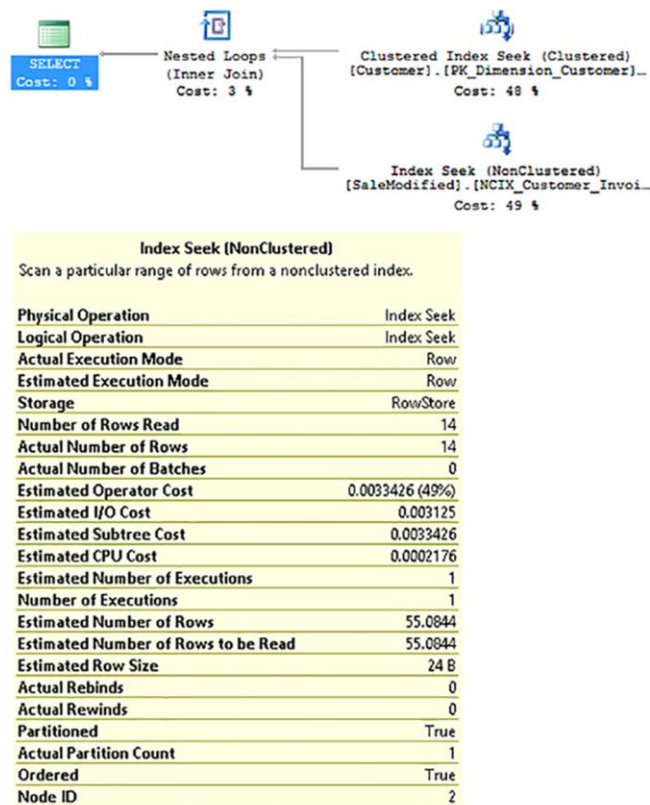 SELECT
Cost: 0 %
Nested Loops
(Inner Join)
Cost: 3 %
Clustered Index Seek (Clustered)
[Customer].[PK_Dimension_Customer]…
Cost: 48 %
Index Seek (NonClustered)
[SaleModified].[NCIX_Customer_Invoi…
Cost: 49 %
Index Seek (NonClustered)
Scan a particular range of rows from a nonclustered index.
Physical Operation Index Seek
Logical Operation Index Seek
Actual Execution Mode Row
Estimated Execution Mode Row
Storage RowStore
Number of Rows Read 14
Actual Number of Rows 14
Actual Number of Batches 0
Estimated Operator Cost 0.0033426 (49%)
Estimated I/O Cost 0.003125
Estimated Subtree Cost 0.0033426
Estimated CPU Cost 0.0002176
Estimated Number of Executions 1
Number of Executions 1
Estimated Number of Rows 55.0844
Estimated Number of Rows to be Read 55.0844
Estimated Row Size 24 B
Actual Rebinds 0
Actual Rewinds 0
Partitioned True
Actual Partition Count 1
Ordered True
Node ID 2